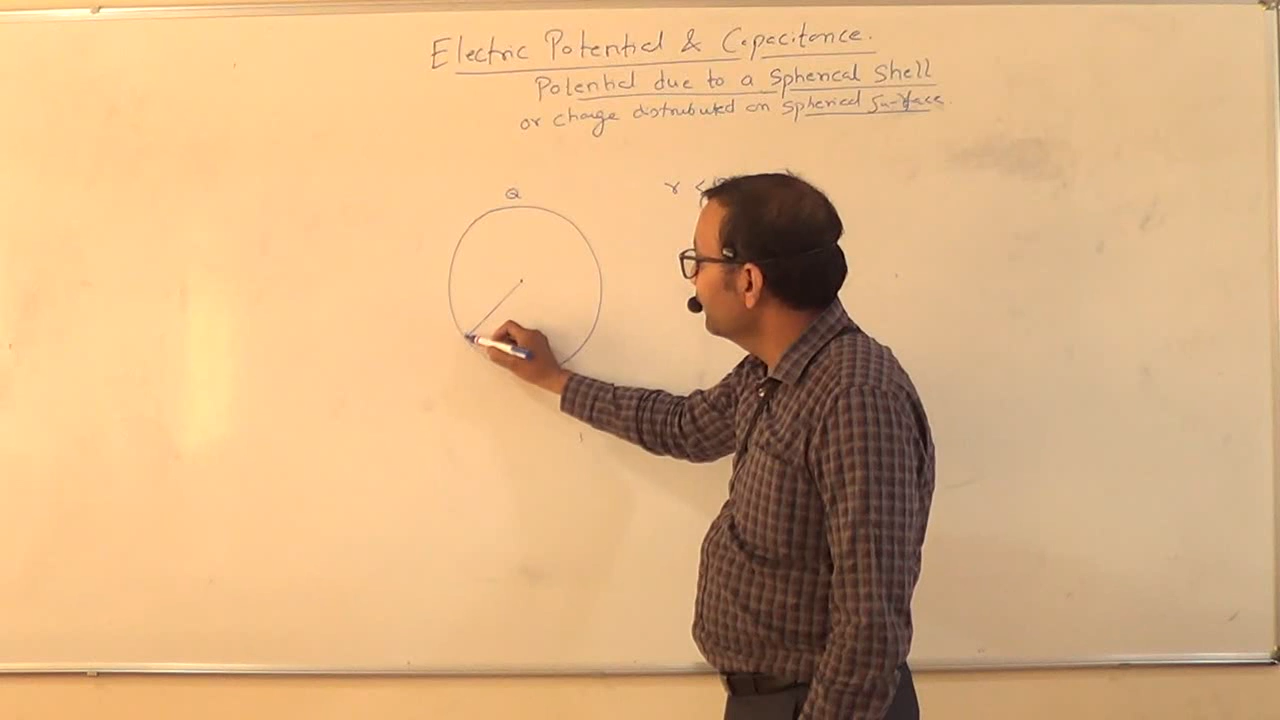 Electric Potential & Capacitance.
Potential due to a Spherical Shell
or charge distributed on spherical surface.
Q
r <